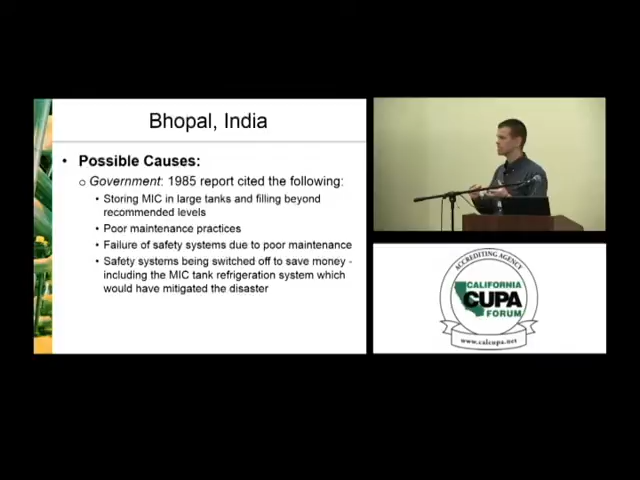 Bhopal, India
• Possible Causes:
o Government: 1985 report cited the following:
• Storing MIC in large tanks and filling beyond
recommended levels
• Poor maintenance practices
• Failure of safety systems due to poor maintenance
• Safety systems being switched off to save money -
including the MIC tank refrigeration system which
would have mitigated the disaster
ACCREDITING AGENCY
CALIFORNIA
CUPA
FORUM
www.calcupa.net